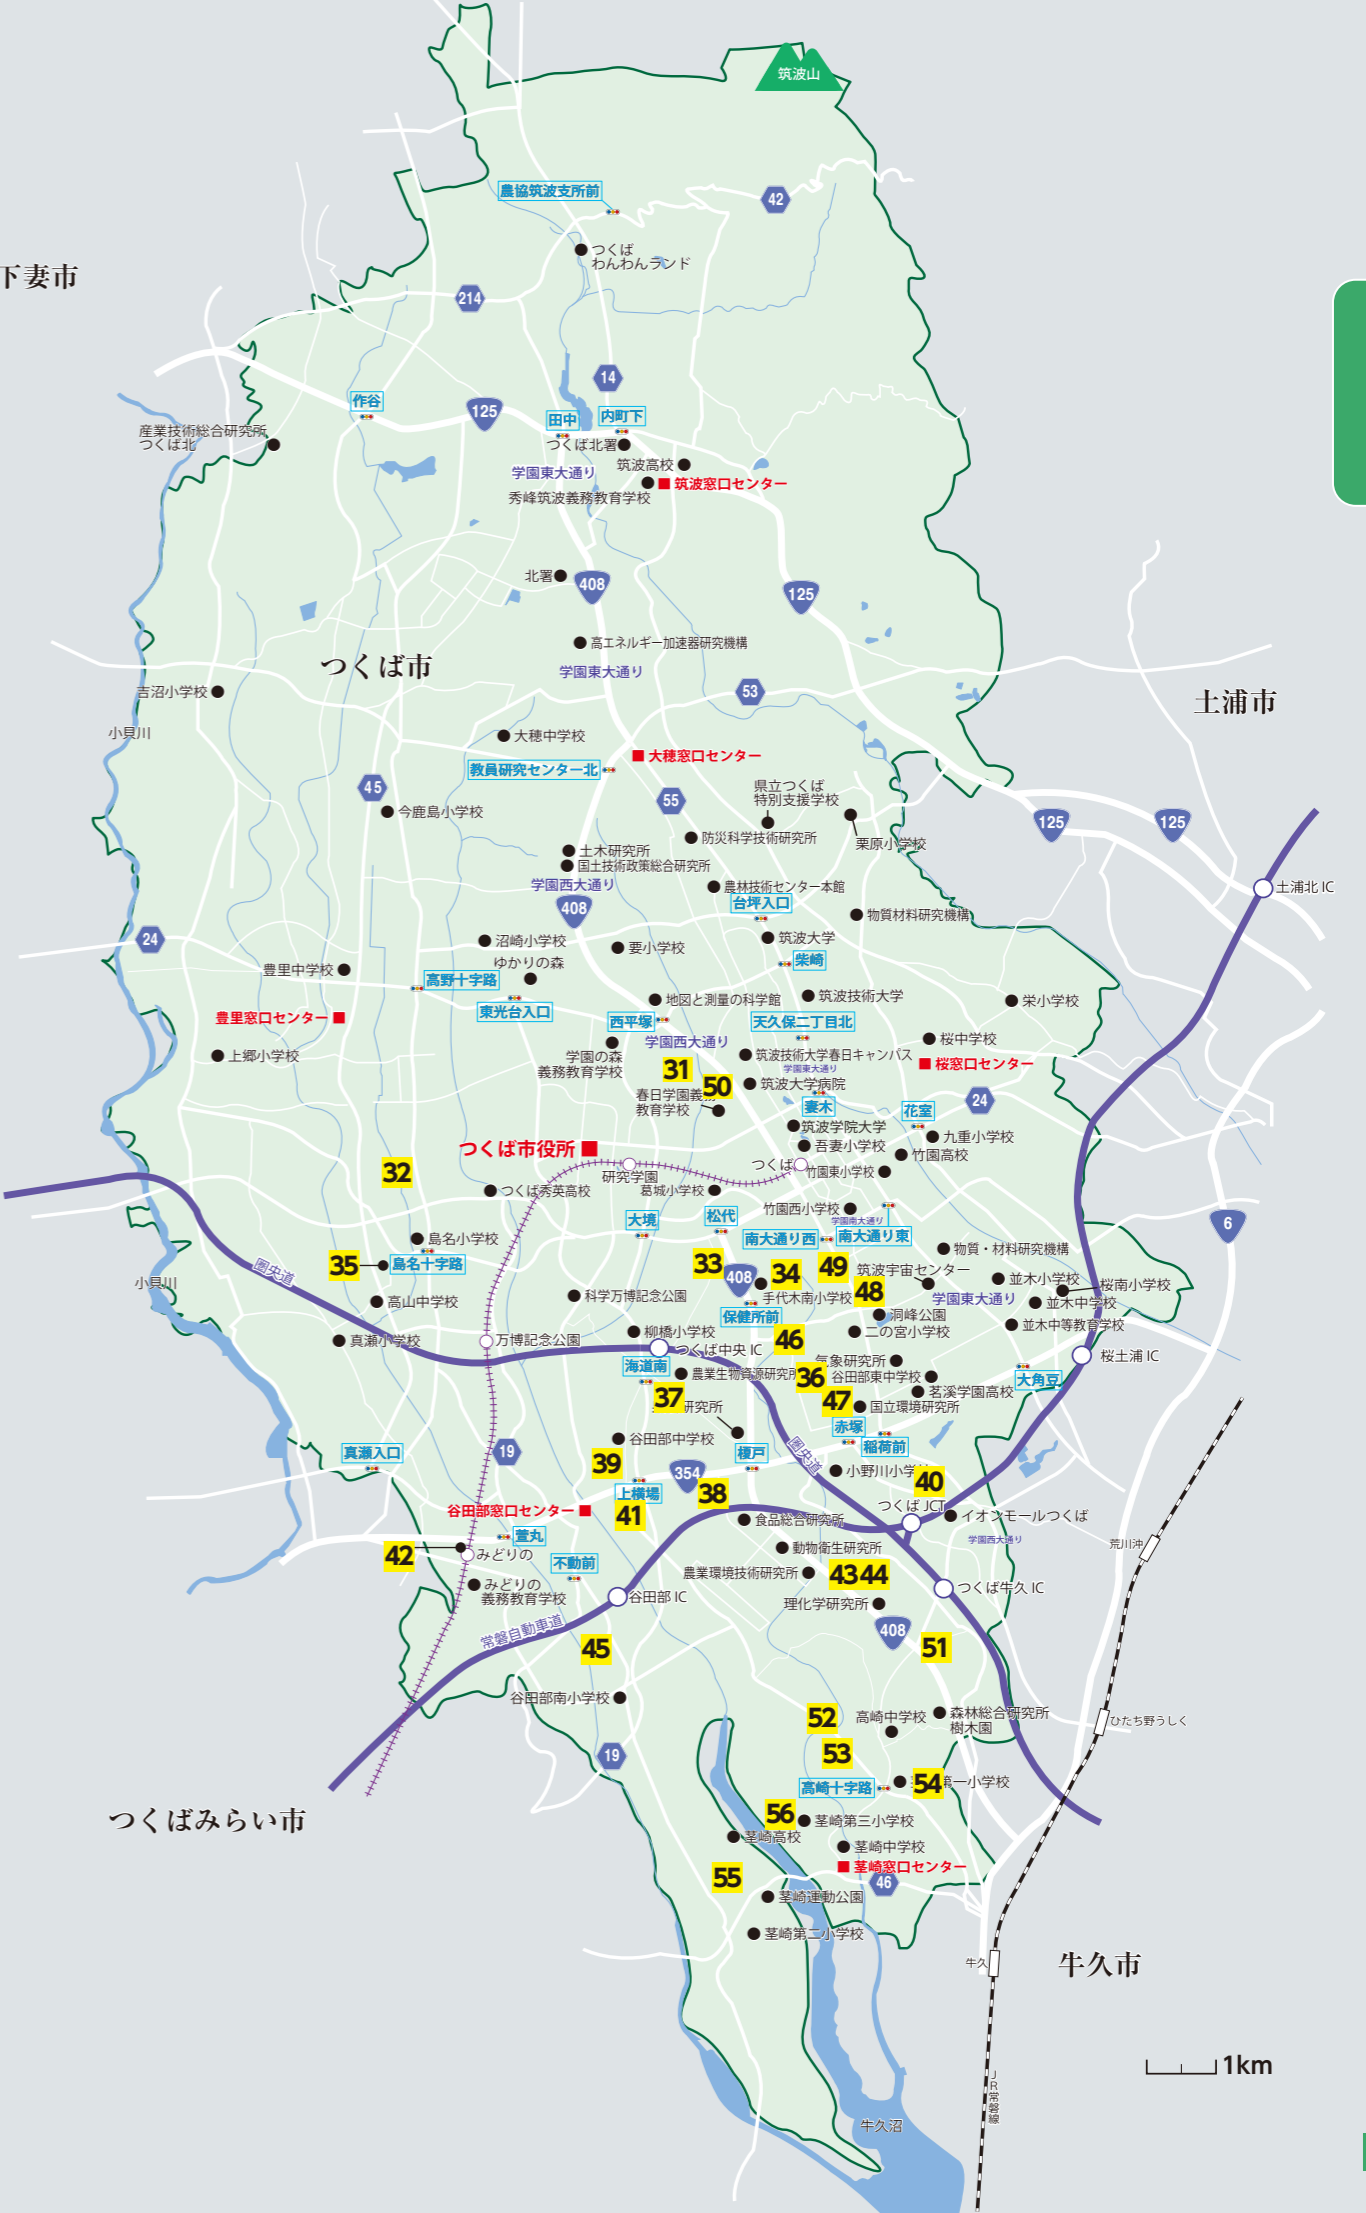 筑波山
農協筑波支所前
42
つくば
わんわんランド
下妻市
214
14
作谷
125
田中
内町下
産業技術総合研究所
つくば北
つくば北署
学園東大通り
筑波高校
秀峰筑波義務教育学校
筑波窓口センター
北署
408
125
高エネルギー加速器研究機構
つくば市
学園東大通り
吉沼小学校
53
土浦市
小貝川
大穂中学校
大穂窓口センター
教員研究センター北
45
55
県立つくば
特別支援学校
今鹿島小学校
防災科学技術研究所
栗原小学校
125
125
土木研究所
国土技術政策総合研究所
学園西大通り
農林技術センター本館
土浦北 IC
408
台坪入口
物質材料研究機構
24
沼崎小学校
要小学校
筑波大学
柴崎
豊里中学校
高野十字路
ゆかりの森
東光台入口
地図と測量の科学館
筑波技術大学
栄小学校
豊里窓口センター
西平塚
天久保二丁目北
学園西大通り
桜中学校
上郷小学校
学園の森
義務教育学校
筑波技術大学春日キャンパス
学園東大通り
桜窓口センター
31
50
筑波大学病院
春日学園義務
教育学校
妻木
花室
24
筑波学院大学
九重小学校
つくば市役所
吾妻小学校
竹園高校
32
研究学園
つくば
竹園東小学校
つくば秀英高校
葛城小学校
大境
松代
竹園西小学校
学園南大通り
南大通り西
南大通り東
6
島名小学校
島名十字路
35
33
408
34
49
物質・材料研究機構
筑波宇宙センター
圏央道
小貝川
並木小学校
桜南小学校
高山中学校
科学万博記念公園
手代木南小学校
48
学園東大通り
並木中学校
保健所前
洞峰公園
真瀬小学校
万博記念公園
柳橋小学校
つくば中央 IC
46
二の宮小学校
並木中等教育学校
海道南
気象研究所
桜土浦 IC
農業生物資源研究所
36
谷田部東中学校
大角豆
37
研究所
47
茗溪学園高校
国立環境研究所
赤塚
稲荷前
谷田部中学校
榎戸
圏央道
真瀬入口
19
39
354
小野川小学校
上横場
38
40
谷田部窓口センター
41
食品総合研究所
つくば JCT
イオンモールつくば
萱丸
学園西大通り
荒川沖
42
みどりの
不動前
動物衛生研究所
みどりの
義務教育学校
農業環境技術研究所
43
44
つくば牛久 IC
谷田部 IC
理化学研究所
常磐自動車道
408
45
51
谷田部南小学校
52
高崎中学校
森林総合研究所
樹木園
ひたち野うしく
19
53
高崎十字路
54
第一小学校
つくばみらい市
56
茎崎第三小学校
茎崎高校
茎崎中学校
茎崎窓口センター
55
46
茎崎運動公園
茎崎第二小学校
牛久
牛久市
1km
JR常磐線
牛久沼